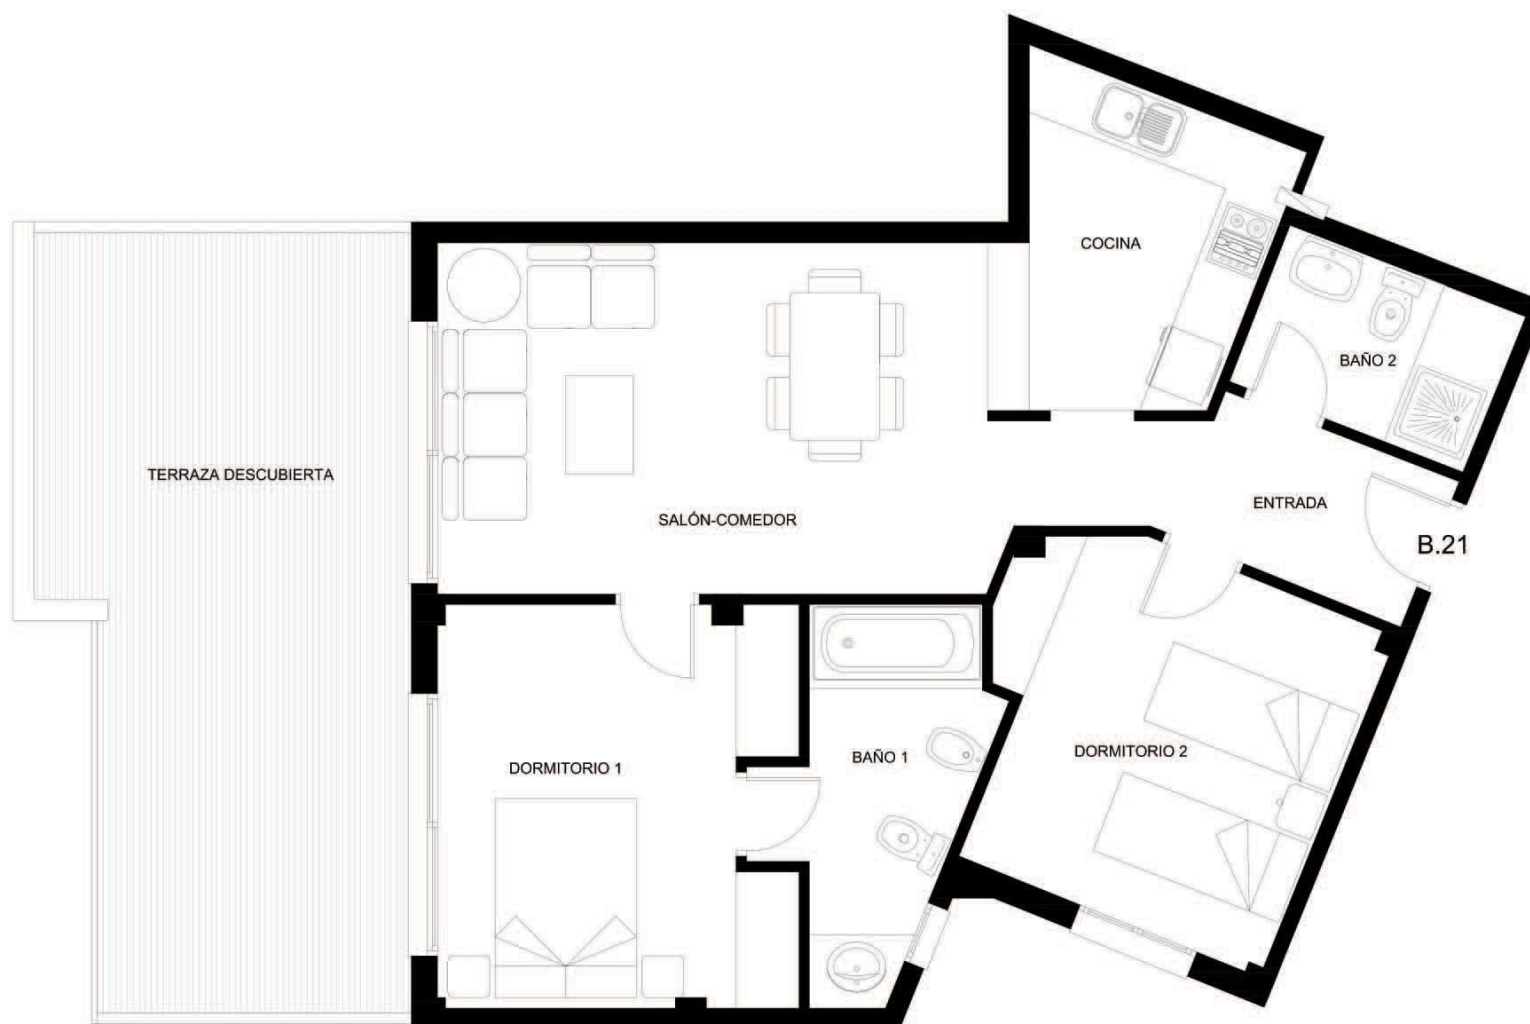 COCINA
BAÑO 2
TERRAZA DESCUBIERTA
SALÓN-COMEDOR
ENTRADA
B.21
DORMITORIO 1
BAÑO 1
DORMITORIO 2